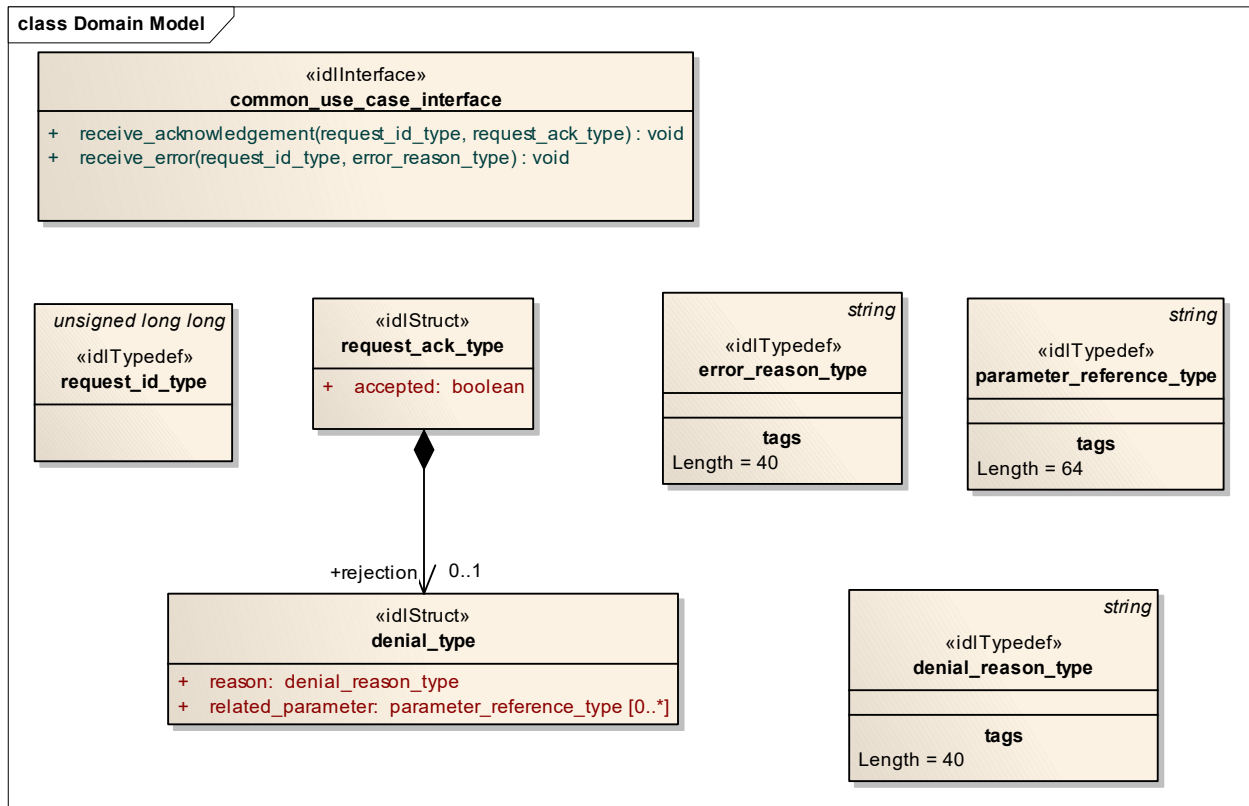 class Domain Model
«idlInterface»
common_use_case_interface
+ receive_acknowledgement(request_id_type, request_ack_type) : void
+ receive_error(request_id_type, error_reason_type) : void
unsigned long long
«idlTypedef»
request_id_type
«idlStruct»
request_ack_type
+ accepted: boolean
string
«idlTypedef»
error_reason_type
tags
Length = 40
string
«idlTypedef»
parameter_reference_type
tags
Length = 64
+rejection 0..1
«idlStruct»
denial_type
+ reason: denial_reason_type
+ related_parameter: parameter_reference_type [0..*]
string
«idlTypedef»
denial_reason_type
tags
Length = 40